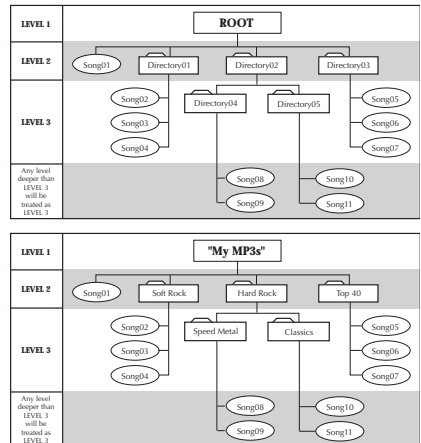 LEVEL 1
ROOT
LEVEL 2
Song01
Directory01
Directory02
Directory03
LEVEL 3
Song02
Song03
Song04
Directory04
Directory05
Song05
Song06
Song07
Any level
deeper than
LEVEL 3
will be
treated as
LEVEL 3
Song08
Song09
Song10
Song11
LEVEL 1
"My MP3s"
LEVEL 2
Song01
Soft Rock
Hard Rock
Top 40
LEVEL 3
Song02
Song03
Song04
Speed Metal
Classics
Song05
Song06
Song07
Any level
deeper than
LEVEL 3
will be
treated as
LEVEL 3
Song08
Song09
Song10
Song11